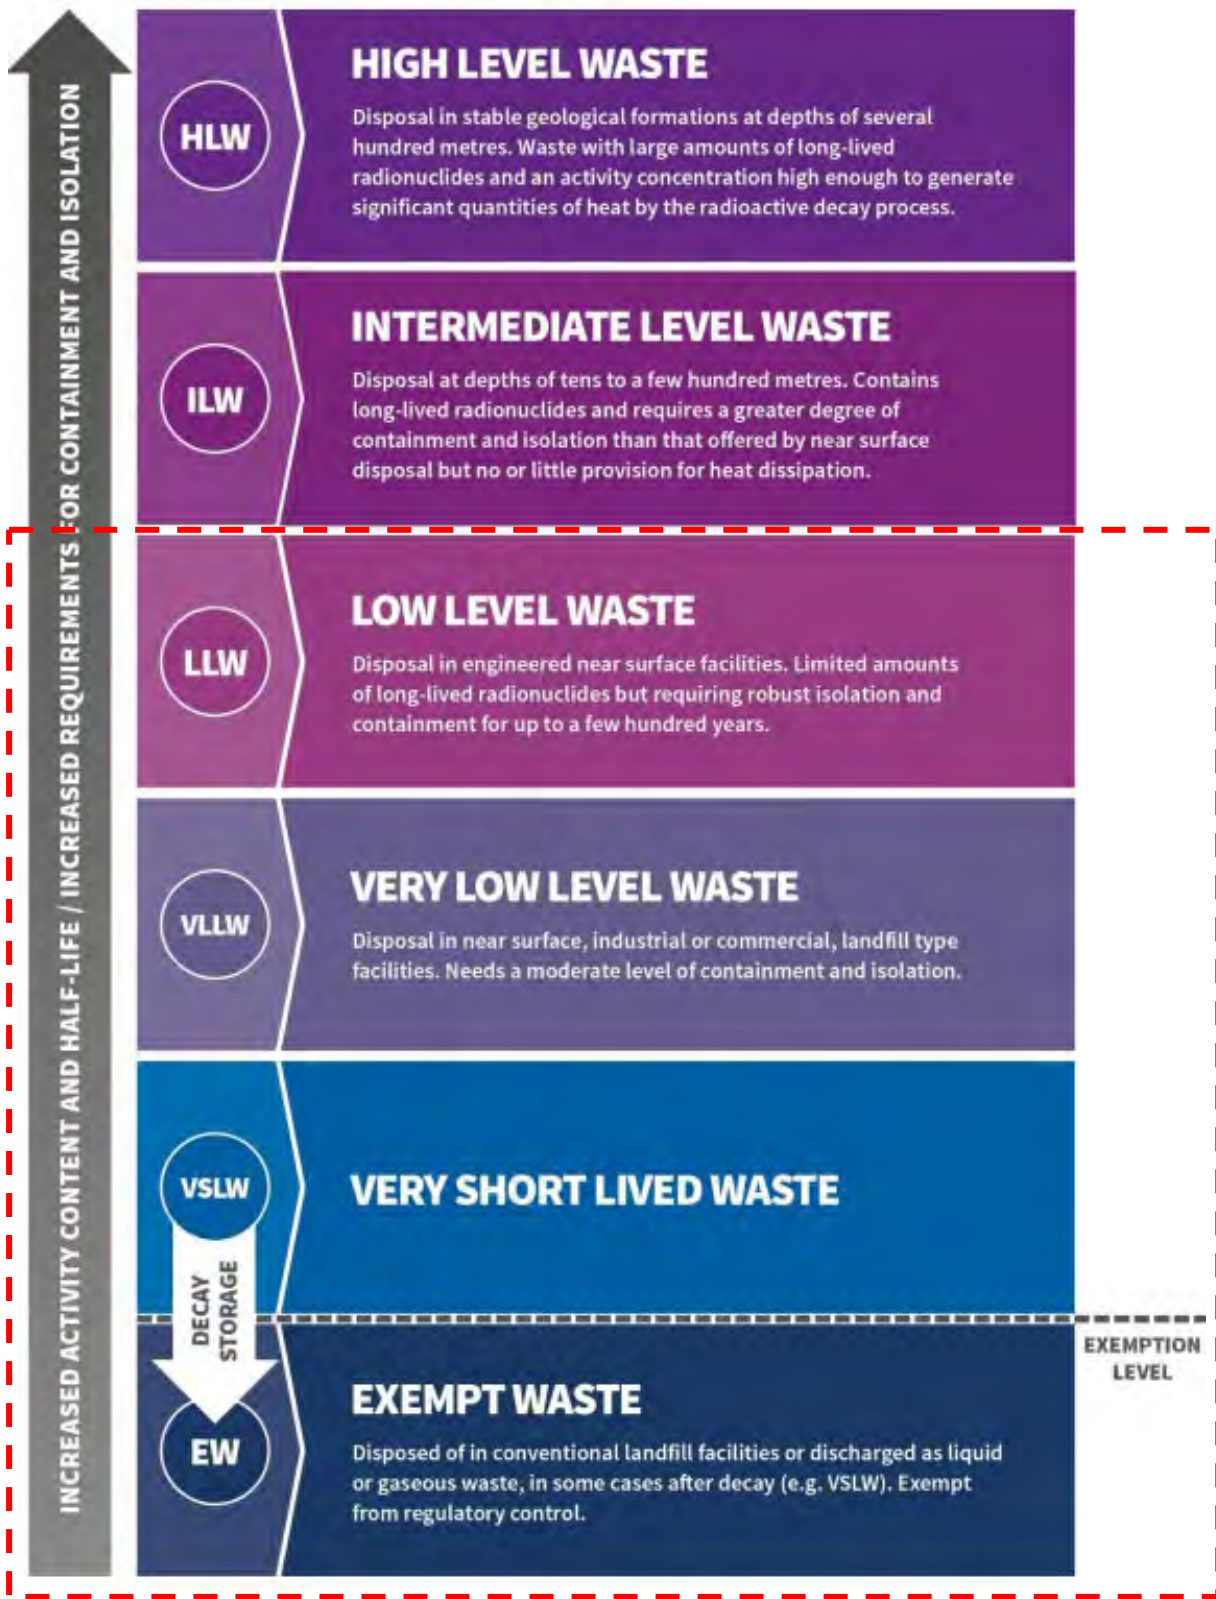 INCREASED ACTIVITY CONTENT AND HALF-LIFE / INCREASED REQUIREMENTS FOR CONTAINMENT AND ISOLATION
HLW
HIGH LEVEL WASTE
Disposal in stable geological formations at depths of several
hundred metres. Waste with large amounts of long-lived
radionuclides and an activity concentration high enough to generate
significant quantities of heat by the radioactive decay process.
ILW
INTERMEDIATE LEVEL WASTE
Disposal at depths of tens to a few hundred metres. Contains
long-lived radionuclides and requires a greater degree of
containment and isolation than that offered by near surface
disposal but no or little provision for heat dissipation.
LLW
LOW LEVEL WASTE
Disposal in engineered near surface facilities. Limited amounts
of long-lived radionuclides but requiring robust isolation and
containment for up to a few hundred years.
VLLW
VERY LOW LEVEL WASTE
Disposal in near surface, industrial or commercial, landfill type
facilities. Needs a moderate level of containment and isolation.
VSLW
VERY SHORT LIVED WASTE
DECAY
STORAGE
EXEMPTION
LEVEL
EW
EXEMPT WASTE
Disposed of in conventional landfill facilities or discharged as liquid
or gaseous waste, in some cases after decay (e.g. VSLW). Exempt
from regulatory control.